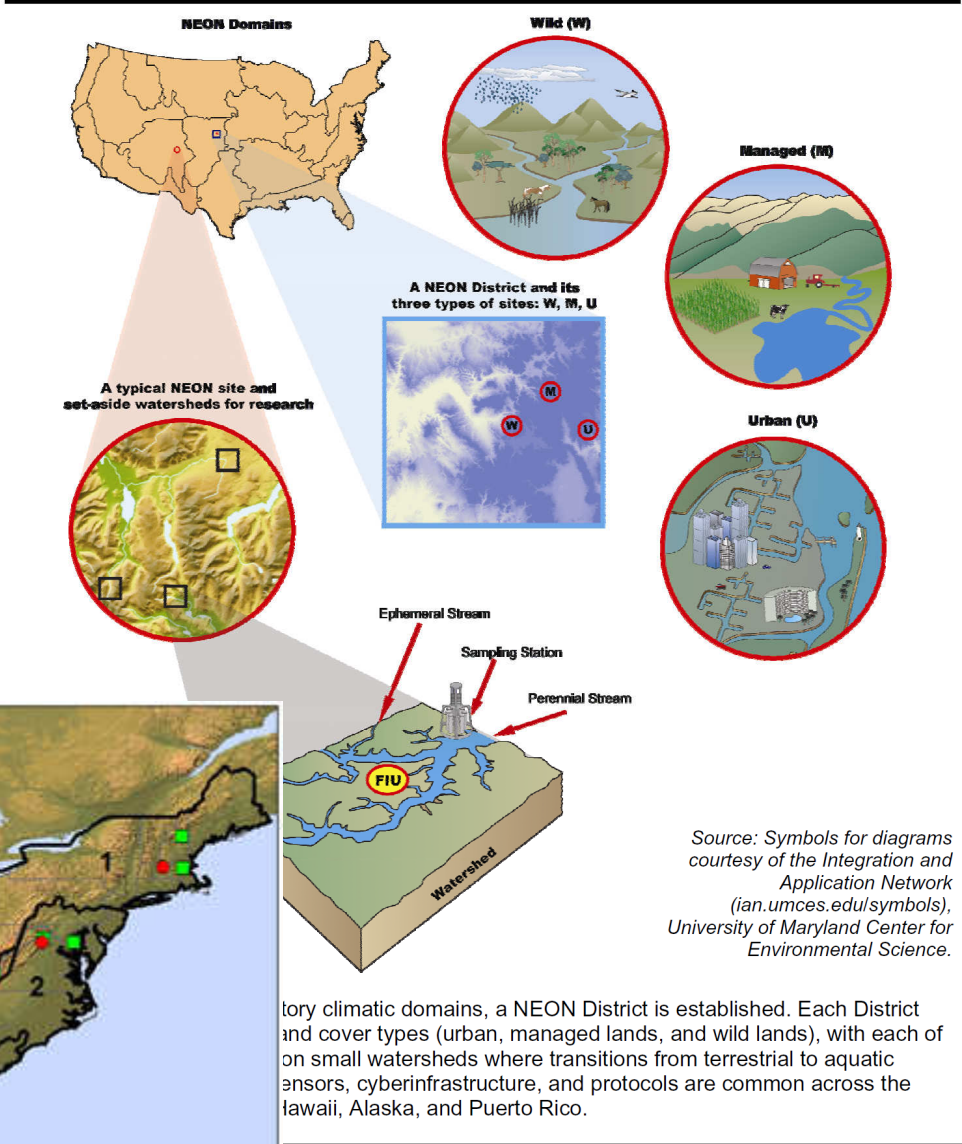 NEON Domains
Wild (W)
Managed (M)
A NEON District and its
three types of sites: W, M, U
M
W
U
A typical NEON site and
set-aside watersheds for research
Urban (U)
Ephemeral Stream
Sampling Station
Perennial Stream
FIU
Watershed
1
2
Source: Symbols for diagrams
courtesy of the Integration and
Application Network
(ian.umces.edu/symbols),
University of Maryland Center for
Environmental Science.
tory climatic domains, a NEON District is established. Each District
and cover types (urban, managed lands, and wild lands), with each of
on small watersheds where transitions from terrestrial to aquatic
ensors, cyberinfrastructure, and protocols are common across the
Hawaii, Alaska, and Puerto Rico.